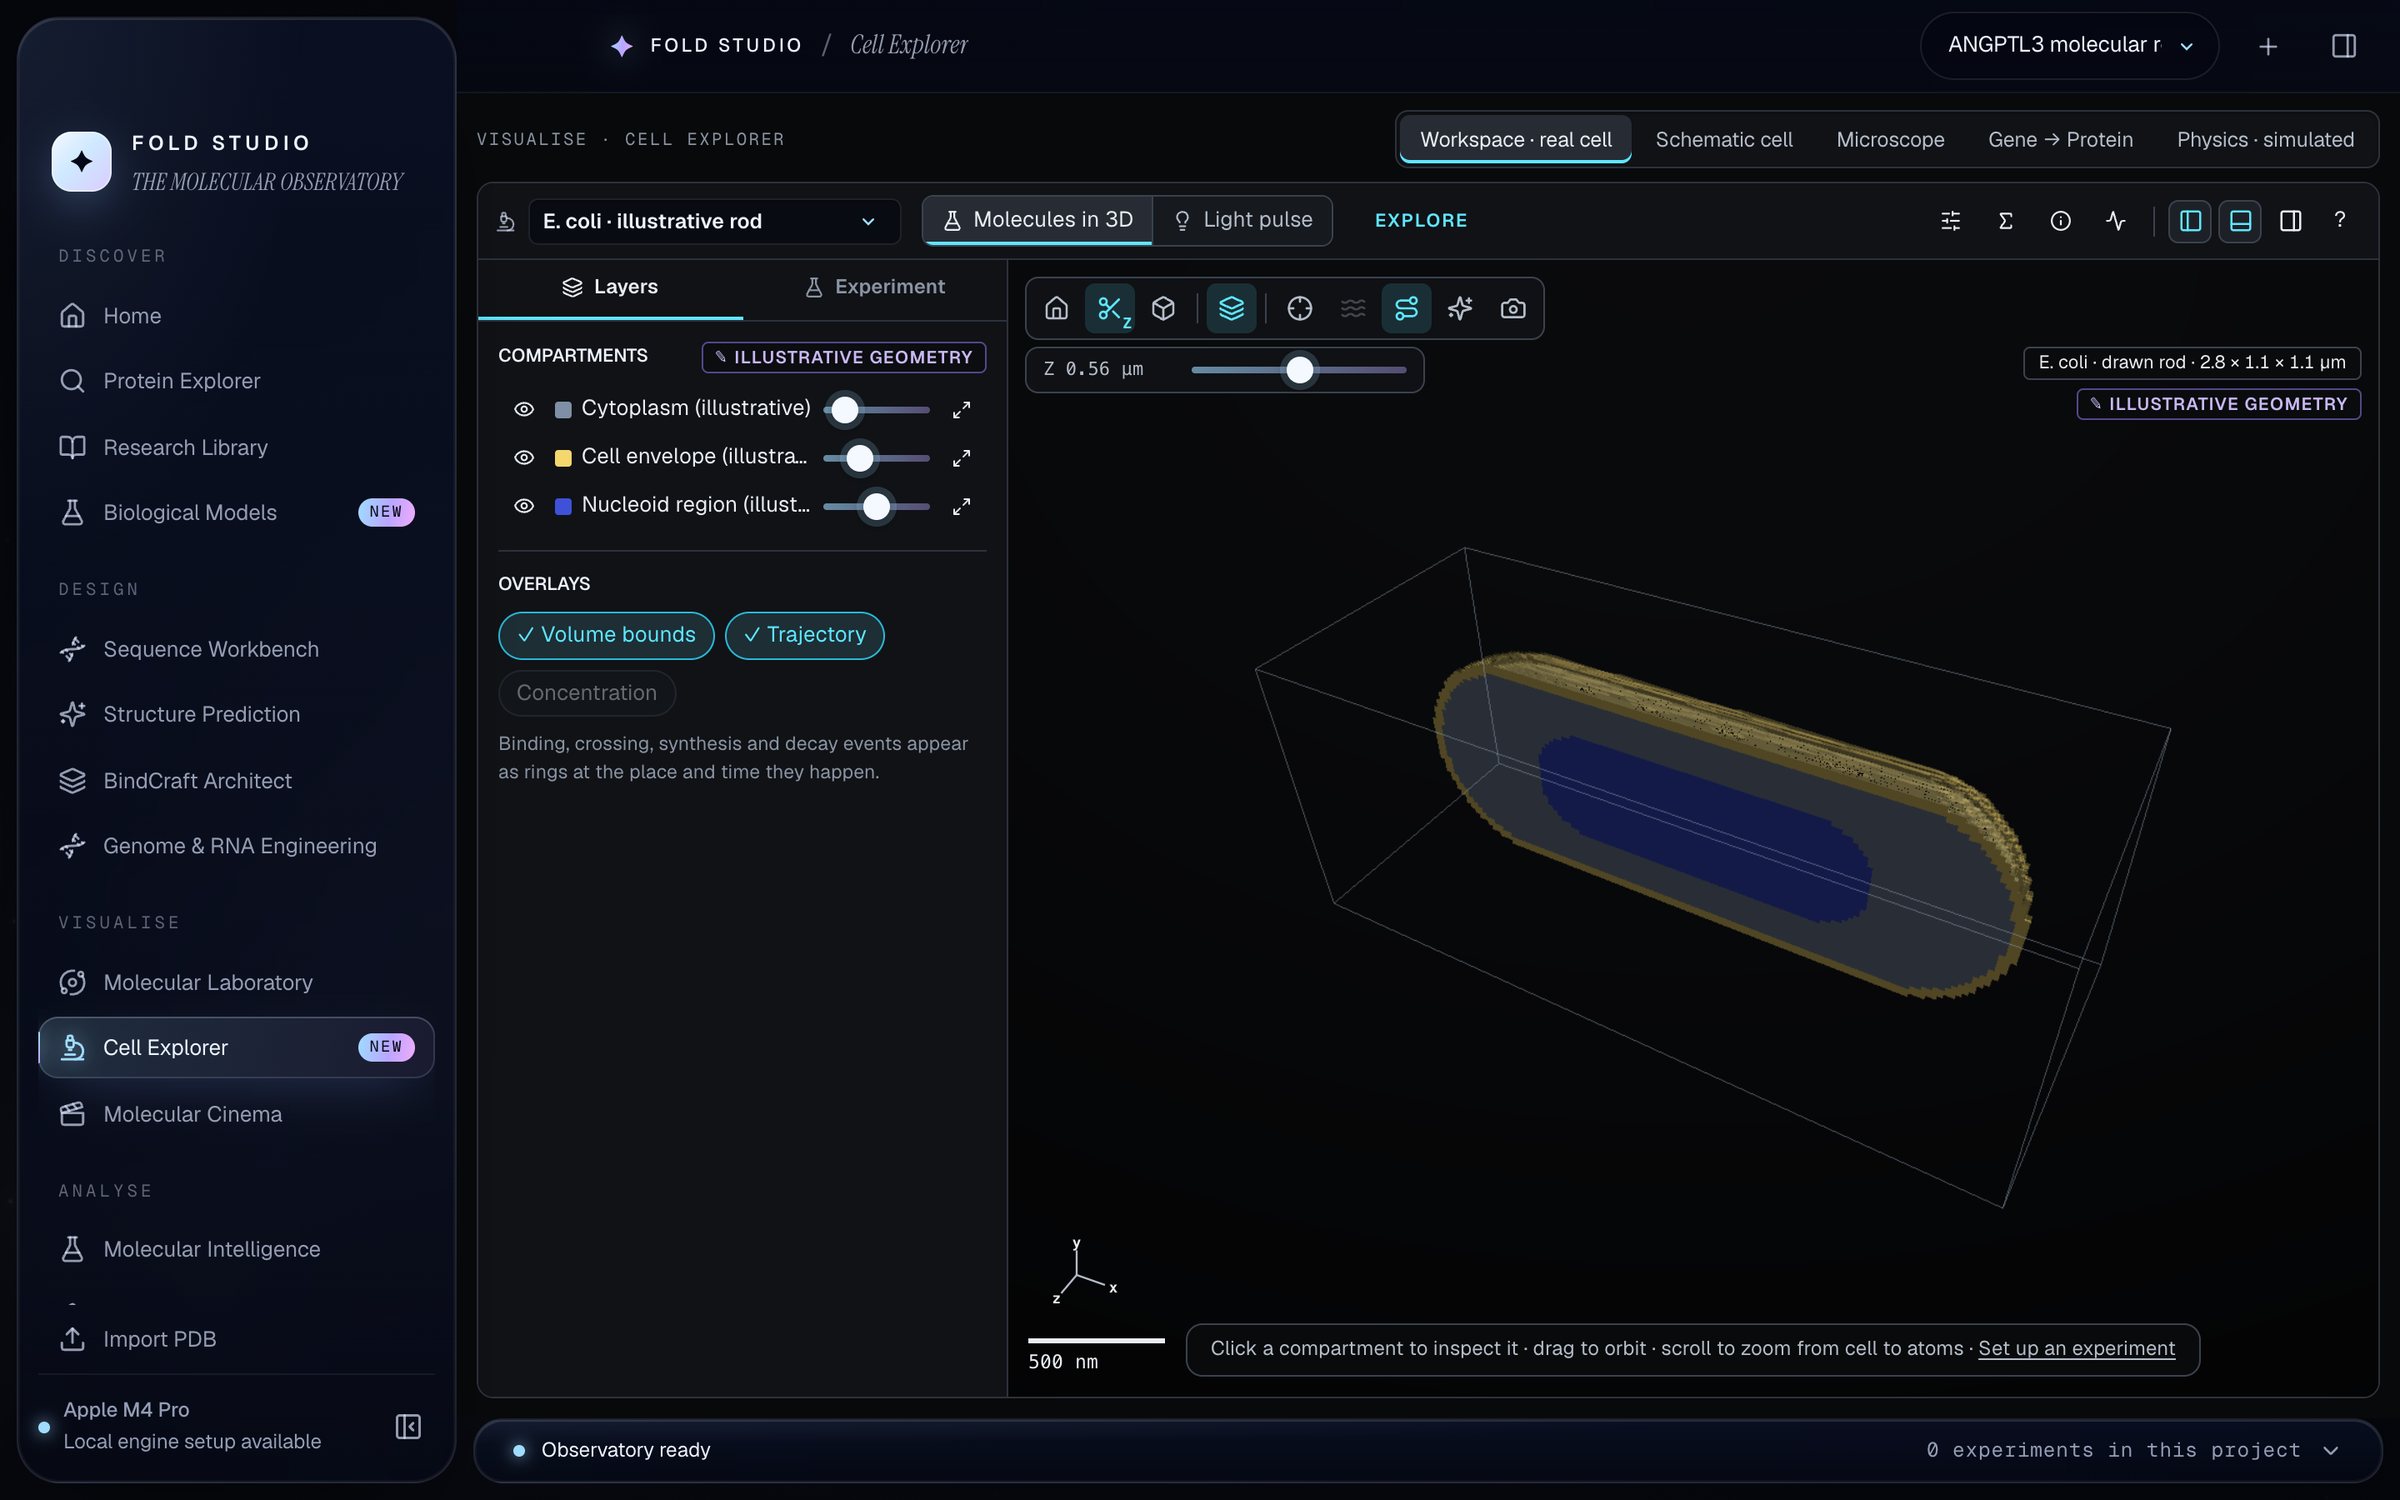 FOLD STUDIO
THE MOLECULAR OBSERVATORY
DISCOVER
Home
Protein Explorer
Research Library
Biological Models NEW
DESIGN
Sequence Workbench
Structure Prediction
BindCraft Architect
Genome & RNA Engineering
VISUALISE
Molecular Laboratory
Cell Explorer NEW
Molecular Cinema
ANALYSE
Molecular Intelligence
Import PDB
Apple M4 Pro
Local engine setup available
FOLD STUDIO / Cell Explorer
ANGPTL3 molecular
VISUALISE · CELL EXPLORER
Workspace · real cell
Schematic cell
Microscope
Gene → Protein
Physics · simulated
E. coli · illustrative rod
Molecules in 3D
Light pulse
EXPLORE
Σ
?
Layers
Experiment
COMPARTMENTS
✎ ILLUSTRATIVE GEOMETRY
Cytoplasm (illustrative)
Cell envelope (illustra...
Nucleoid region (illust...
OVERLAYS
✓ Volume bounds
✓ Trajectory
Concentration
Binding, crossing, synthesis and decay events appear
as rings at the place and time they happen.
Z
Z 0.56 µm
E. coli · drawn rod · 2.8 × 1.1 × 1.1 µm
✎ ILLUSTRATIVE GEOMETRY
y
x
z
500 nm
Click a compartment to inspect it · drag to orbit · scroll to zoom from cell to atoms · Set up an experiment
Observatory ready
0 experiments in this project